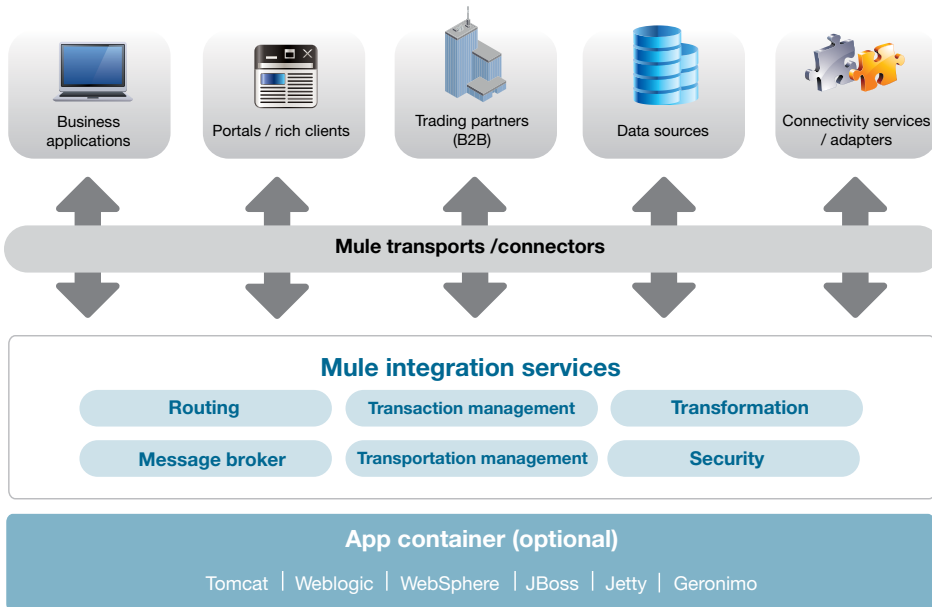 Business
applications
Portals / rich clients
Trading partners
(B2B)
Data sources
Connectivity services
/ adapters
Mule transports /connectors
Mule integration services
Routing
Transaction management
Transformation
Message broker
Transportation management
Security
App container (optional)
Tomcat | Weblogic | WebSphere | JBoss | Jetty | Geronimo